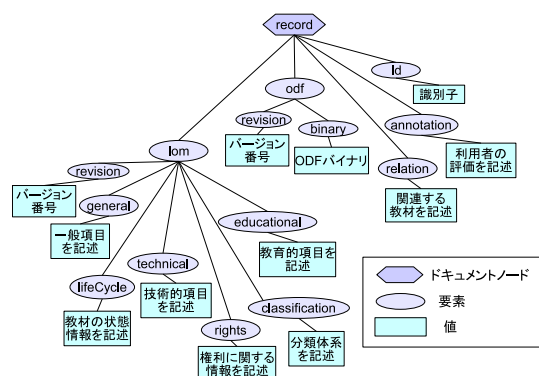 record
Id
識別子
odf
revision
バージョン
番号
binary
ODFバイナリ
annotation
利用者の
評価を記述
relation
関連する
教材を記述
lom
revision
バージョン
番号
general
一般項目
を記述
lifeCycle
教材の状態
情報を記述
technical
技術的項目
を記述
rights
権利に関する
情報を記述
educational
教育的項目を
記述
classification
分類体系
を記述
ドキュメントノード
要素
値